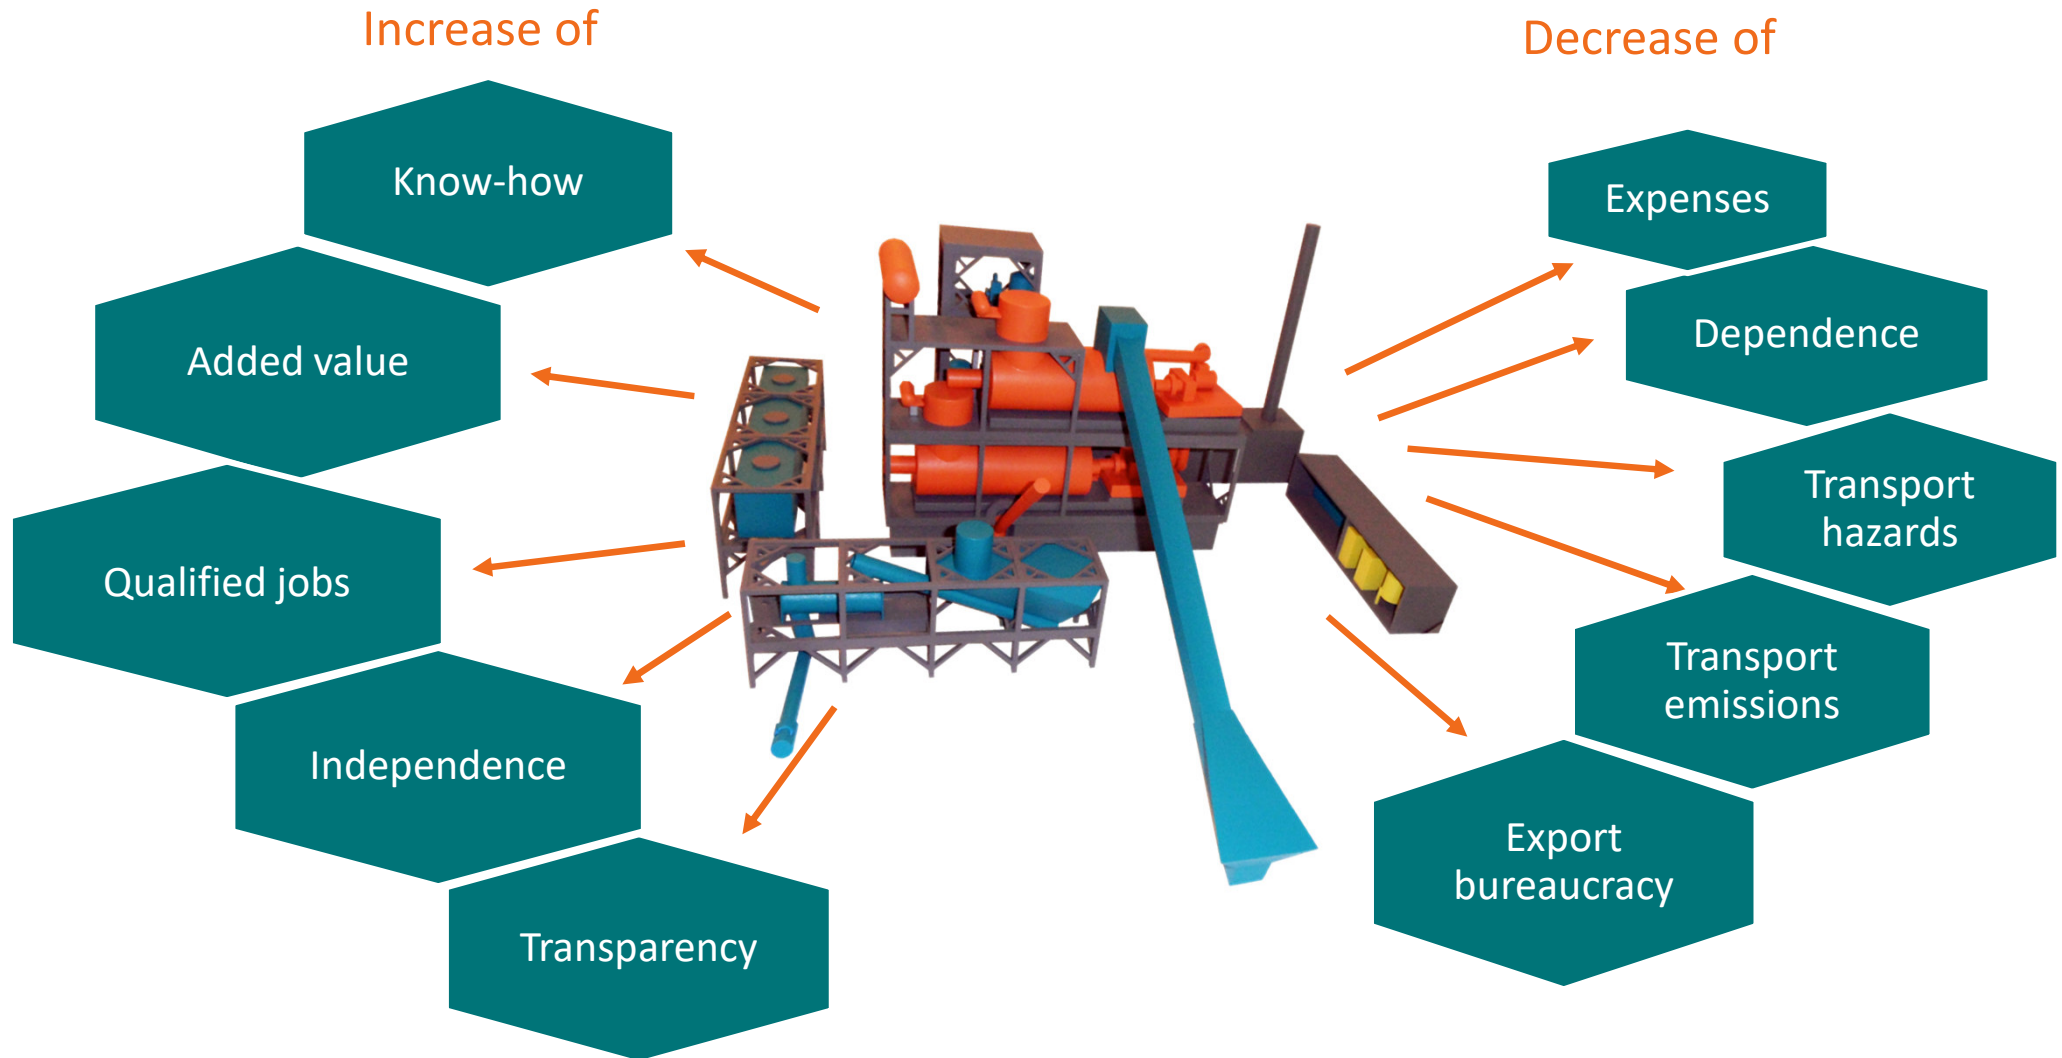 Increase of
Know-how
Added value
Qualified jobs
Independence
Transparency
Decrease of
Expenses
Dependence
Transport
hazards
Transport
emissions
Export
bureaucracy